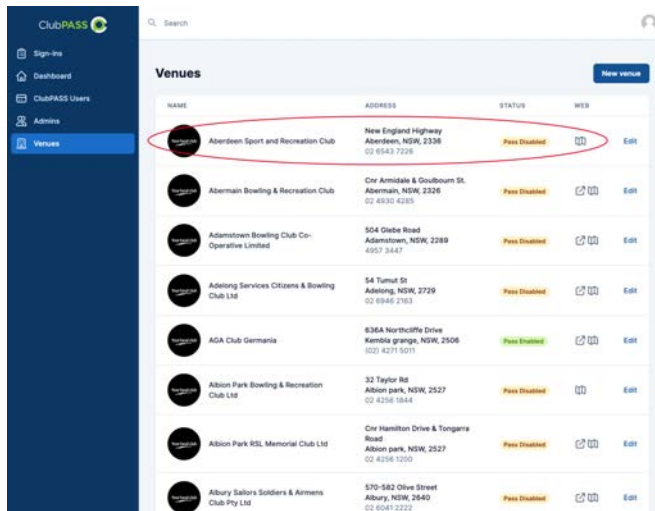 ClubPASS
Search
Sign-ins
Dashboard
ClubPASS Users
Admins
Venues
Venues
New venue
NAME ADDRESS STATUS WEB
Aberdeen Sport and Recreation Club
New England Highway
Aberdeen, NSW, 2336
02 6543 7226
Pass Disabled
Edit
Abermain Bowling & Recreation Club
Cnr Armidale & Goulbourn St.
Abermain, NSW, 2326
02 4930 4285
Pass Disabled
Edit
Adamstown Bowling Club Co-
Operative Limited
504 Glebe Road
Adamstown, NSW, 2289
4957 3447
Pass Disabled
Edit
Adelong Services Citizens & Bowling
Club Ltd
54 Tumut St
Adelong, NSW, 2729
02 6946 2163
Pass Disabled
Edit
AGA Club Germania
636A Northcliffe Drive
Kembla grange, NSW, 2506
(02) 4271 5011
Pass Enabled
Edit
Albion Park Bowling & Recreation
Club Ltd
32 Taylor Rd
Albion park, NSW, 2527
02 4256 1844
Pass Disabled
Edit
Albion Park RSL Memorial Club Ltd
Cnr Hamilton Drive & Tongarra
Road
Albion park, NSW, 2527
02 4256 1200
Pass Disabled
Edit
Albury Sailors Soldiers & Airmens
Club Pty Ltd
570-582 Olive Street
Albury, NSW, 2640
02 6041 2222
Pass Disabled
Edit